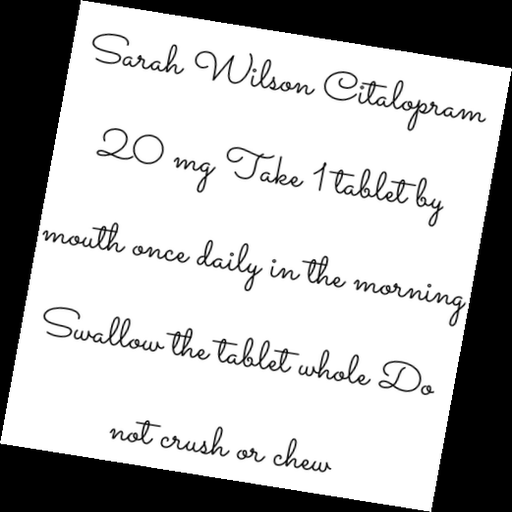 Sarah Wilson Citalopram
20 mg Take 1 tablet by
mouth once daily in the morning
Swallow the tablet whole Do
not crush or chew